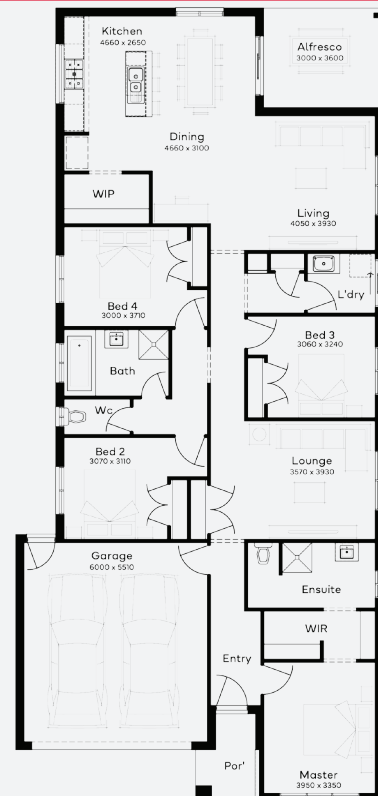 Kitchen
4660 x 2650
Alfresco
3000 x 3600
Dining
4660 x 3100
WIP
Living
4050 x 3930
L'dry
Bed 4
3000 x 3710
Bed 3
3060 x 3240
Bath
Wc
Bed 2
3070 x 3110
Lounge
3570 x 3930
Garage
6000 x 5510
Ensuite
WIR
Entry
Por'
Master
3950 x 3350